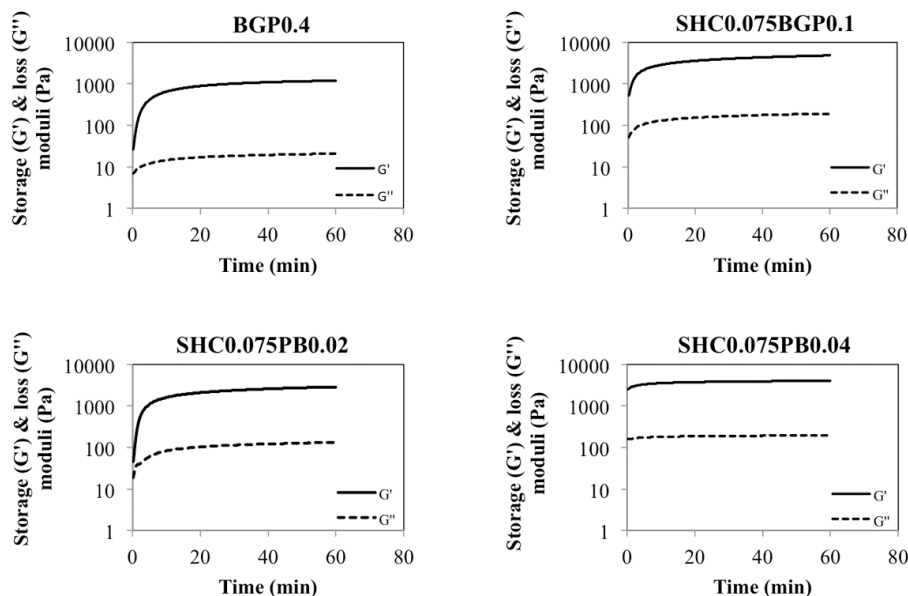 BGP0.4
Storage (G') & loss (G'')
moduli (Pa)
10000
1000
100
10
1
G'
G''
0
20
40
60
80
Time (min)
SHC0.075BGP0.1
Storage (G') & loss (G'')
moduli (Pa)
10000
1000
100
10
1
G'
G''
0
20
40
60
80
Time (min)
SHC0.075PB0.02
Storage (G') & loss (G'')
moduli (Pa)
10000
1000
100
10
1
G'
G''
0
20
40
60
80
Time (min)
SHC0.075PB0.04
Storage (G') & loss (G'')
moduli (Pa)
10000
1000
100
10
1
G'
G''
0
20
40
60
80
Time (min)